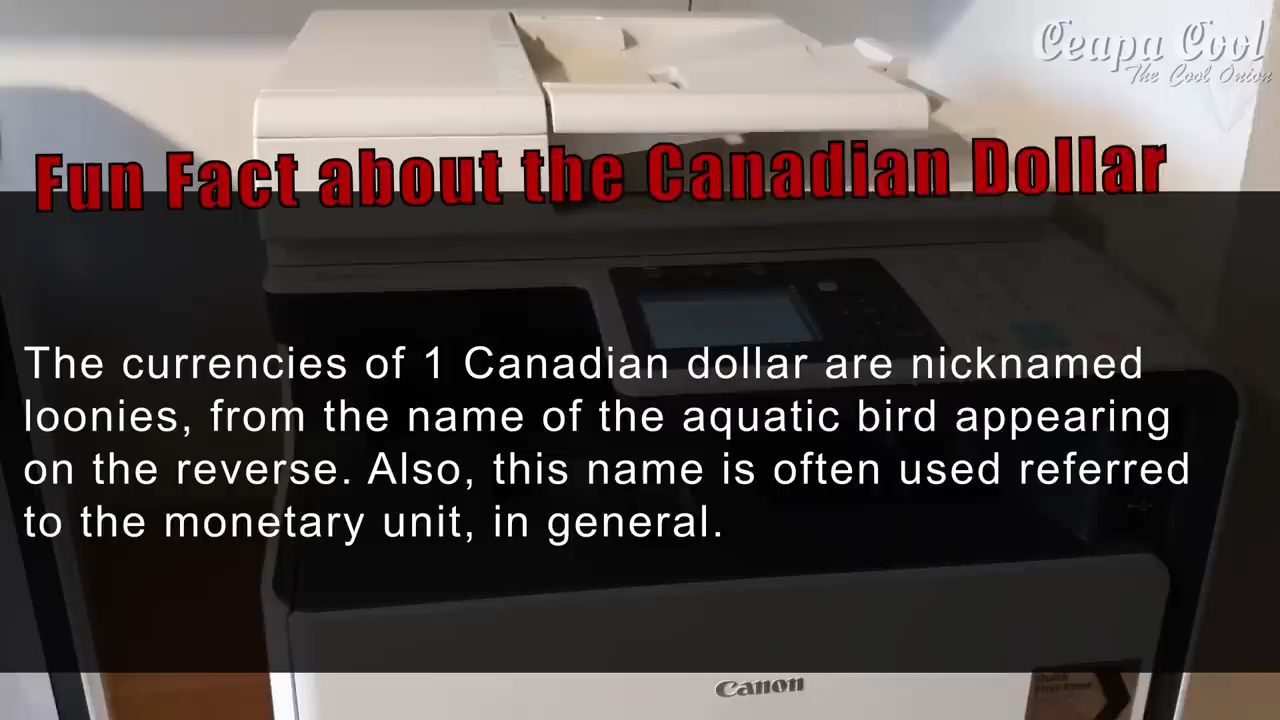 Ceapa Cool
The Cool Onion
Fun Fact about the Canadian Dollar
The currencies of 1 Canadian dollar are nicknamed
loonies, from the name of the aquatic bird appearing
on the reverse. Also, this name is often used referred
to the monetary unit, in general.
Canon